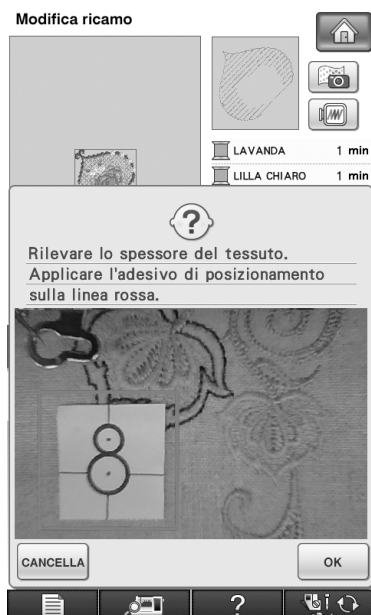 Modifica ricamo
LAVANDA 1 min
LILLA CHIARO 1 min
Rilevare lo spessore del tessuto.
Applicare l'adesivo di posizionamento
sulla linea rossa.
CANCELLA OK